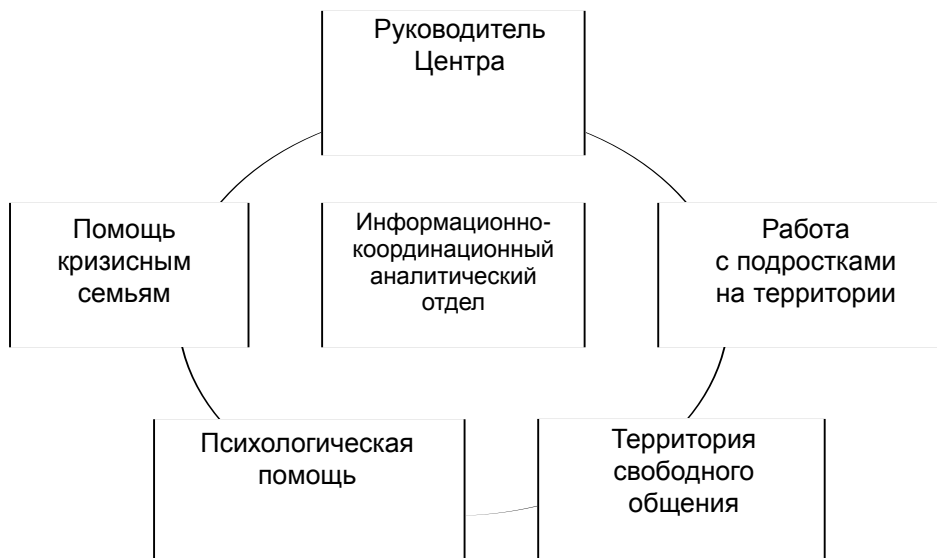 Руководитель
Центра
Помощь
кризисным
семьям
Информационно-
координационный
аналитический
отдел
Работа
с подростками
на территории
Психологическая
помощь
Территория
свободного
общения